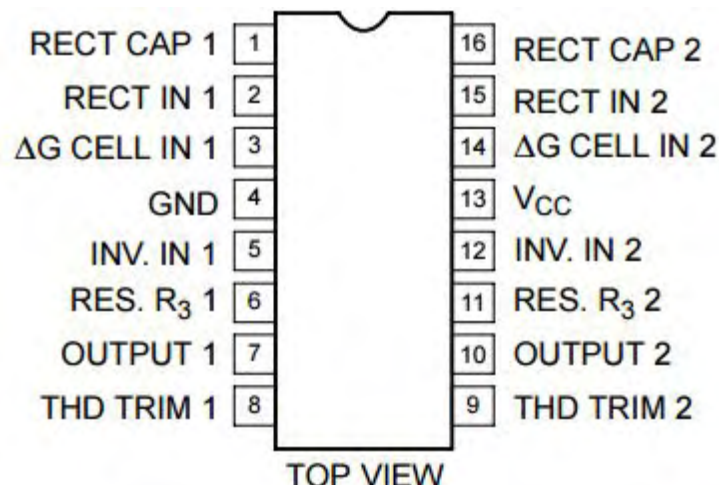 RECT CAP 1 1 16 RECT CAP 2
RECT IN 1 2 15 RECT IN 2
ΔG CELL IN 1 3 14 ΔG CELL IN 2
GND 4 13 VCC
INV. IN 1 5 12 INV. IN 2
RES. R3 1 6 11 RES. R3 2
OUTPUT 1 7 10 OUTPUT 2
THD TRIM 1 8 9 THD TRIM 2
TOP VIEW